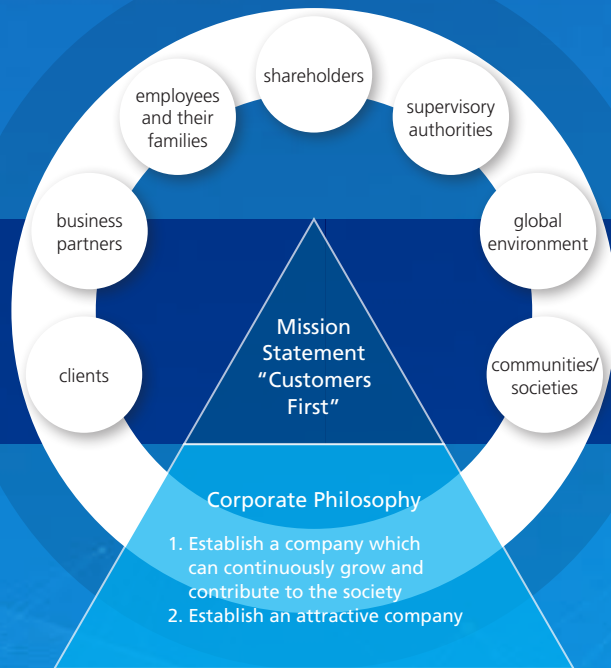 shareholders
employees
and their
families
supervisory
authorities
business
partners
global
environment
clients
communities/
societies
Mission
Statement
“Customers
First”
Corporate Philosophy
1. Establish a company which
can continuously grow and
contribute to the society
2. Establish an attractive company